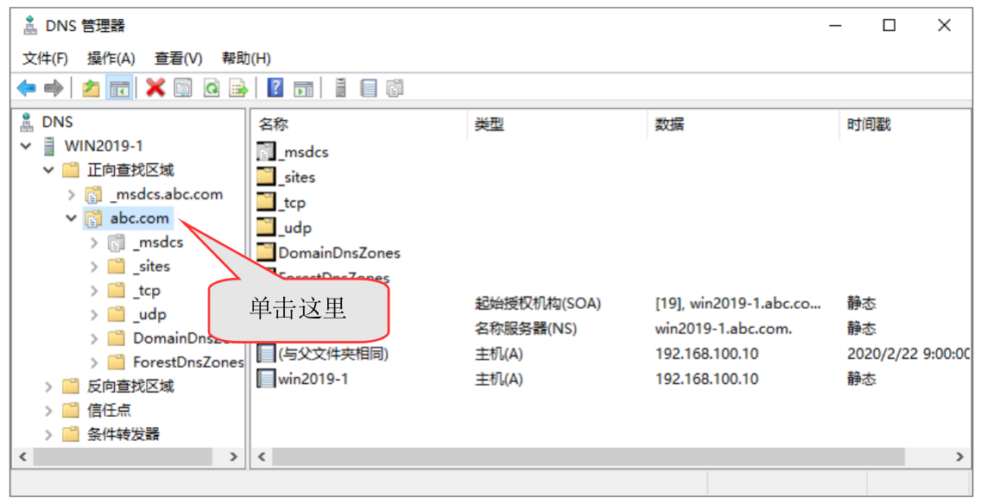 DNS 管理器
文件(F) 操作(A) 查看(V) 帮助(H)
DNS
WIN2019-1
正向查找区域
_msdcs.abc.com
abc.com
_msdcs
_sites
_tcp
_udp
DomainDns
ForestDnsZones
反向查找区域
信任点
条件转发器
名称 类型 数据 时间戳
_msdcs
_sites
_tcp
_udp
DomainDnsZones
ForestDnsZones
起始授权机构(SOA) [19], win2019-1.abc.co... 静态
名称服务器(NS) win2019-1.abc.com. 静态
(与父文件夹相同) 主机(A) 192.168.100.10 2020/2/22 9:00:00
win2019-1 主机(A) 192.168.100.10 静态
单击这里